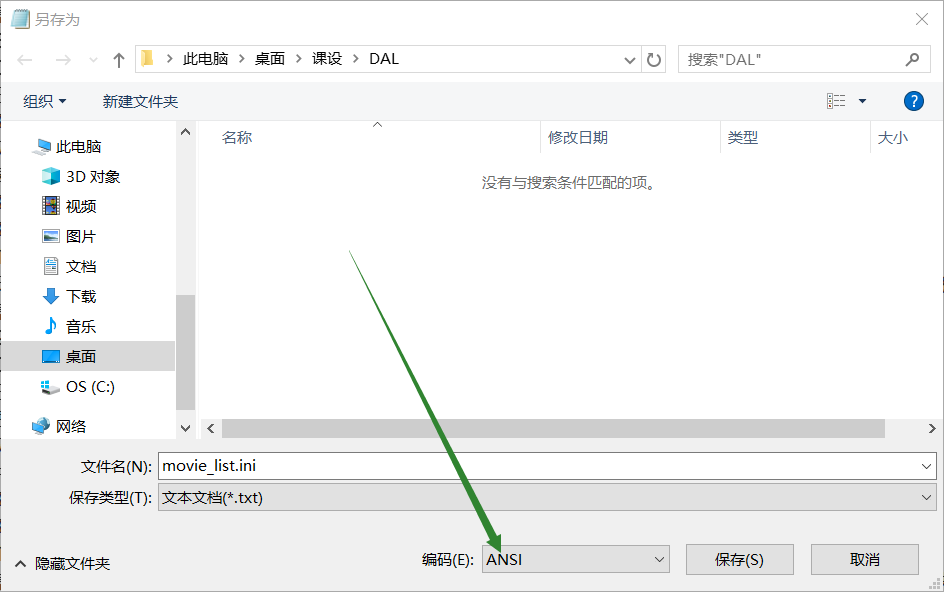 另存为
此电脑 桌面 课设 DAL
搜索"DAL"
组织 新建文件夹
?
名称 修改日期 类型 大小
没有与搜索条件匹配的项。
此电脑
3D 对象
视频
图片
文档
下载
音乐
桌面
OS (C:)
网络
文件名(N): movie_list.ini
保存类型(T): 文本文档(*.txt)
隐藏文件夹
编码(E): ANSI
保存(S)
取消